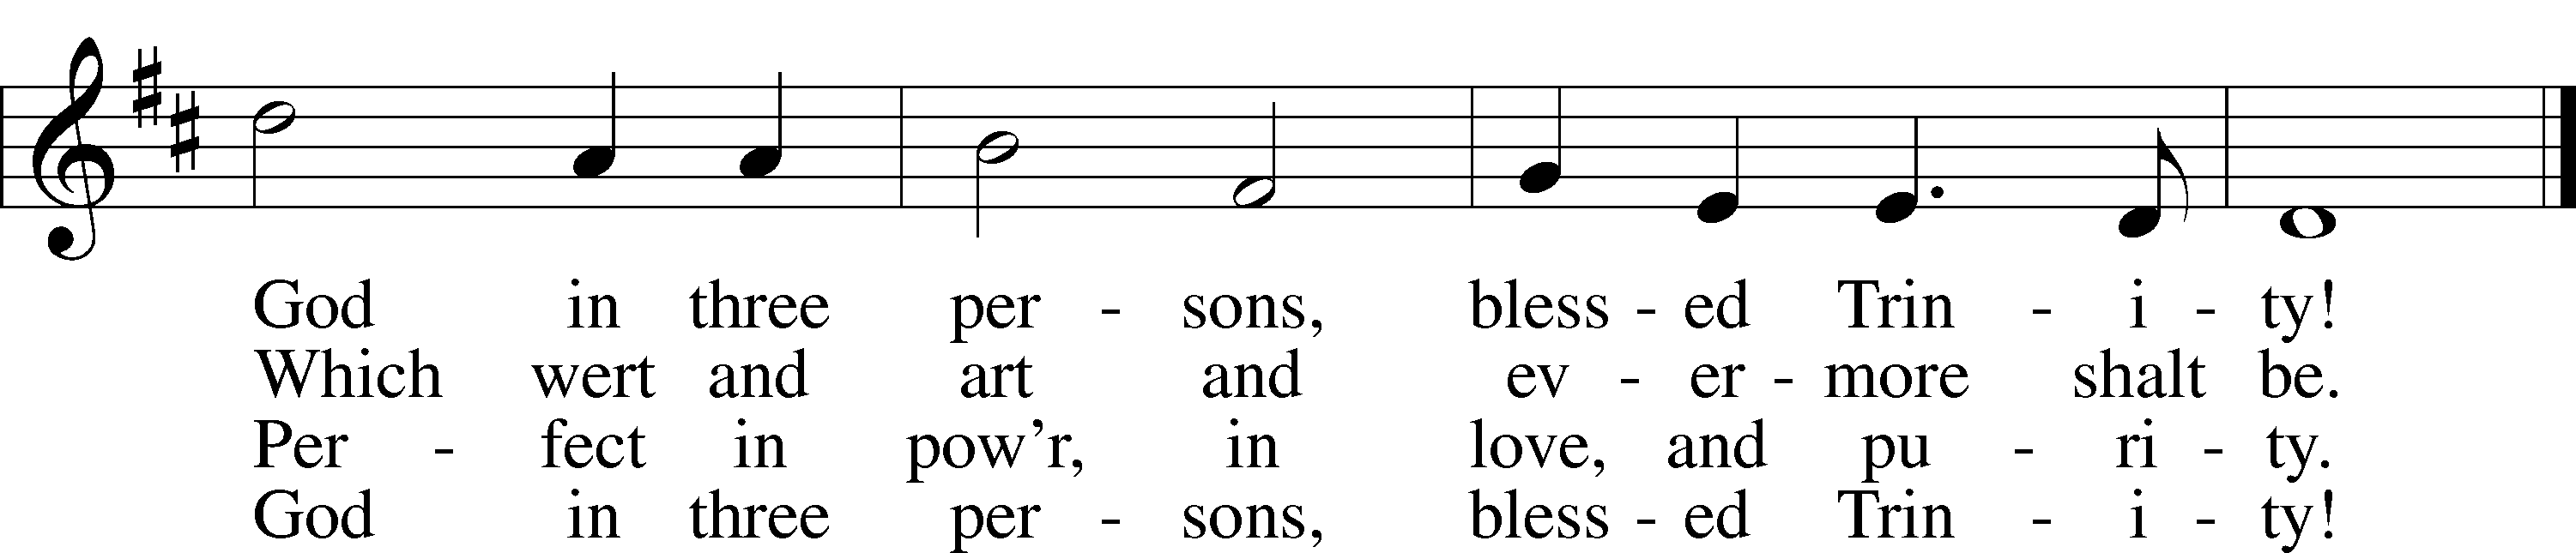 God in three per - sons, bless - ed Trin - i - ty!
Which wert and art and ev - er - more shalt be.
Per - fect in pow'r, in love, and pu - ri - ty.
God in three per - sons, bless - ed Trin - i - ty!